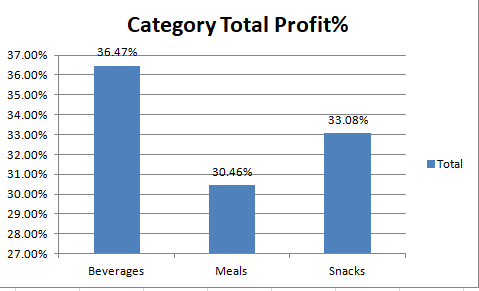 Category Total Profit%
37.00%
36.00%
35.00%
34.00%
33.00%
32.00%
31.00%
30.00%
29.00%
28.00%
27.00%
36.47%
30.46%
33.08%
Beverages
Meals
Snacks
Total